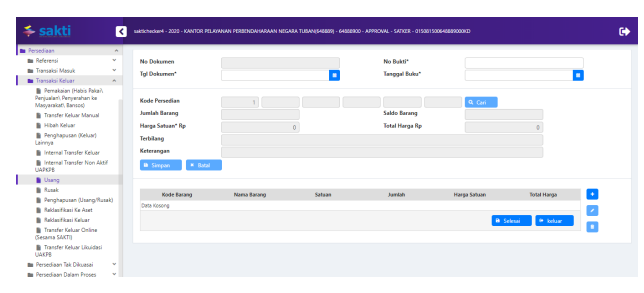 sakti
saktichecker4 - 2020 - KANTOR PELAYANAN PERBENDAHARAAN NEGARA TUBAN(648889) - 64888900 - APPROVAL - SATKER -
Persediaan
Referensi
Transaksi Masuk
Transaksi Keluar
Pemakaian (Habis Pakai\
Penjualan\ Penyerahan ke
Masyarakat\ Bansos)
Transfer Keluar Manual
Hibah Keluar
Penghapusan (Keluar)
Lainnya
Internal Transfer Keluar
Internal Transfer Non Aktif
UAPKPB
Usang
Rusak
Penghapusan (Usang/Rusak)
Reklasifikasi Ke Aset
Reklasifikasi Keluar
Transfer Keluar Online
(Sesama SAKTI)
Transfer Keluar Likuidasi
UAKPB
Persediaan Tak Dikuasai
Persediaan Dalam Proses
No Dokumen
No Bukti*
Tgl Dokumen*
Tanggal Buku*
Kode Persedian
1
Cari
Jumlah Barang
Saldo Barang
Harga Satuan* Rp
0
Total Harga Rp
0
Terbilang
Keterangan
Simpan
Batal
Kode Barang Nama Barang Satuan Jumlah Harga Satuan Total Harga
Data Kosong
Selesai
keluar